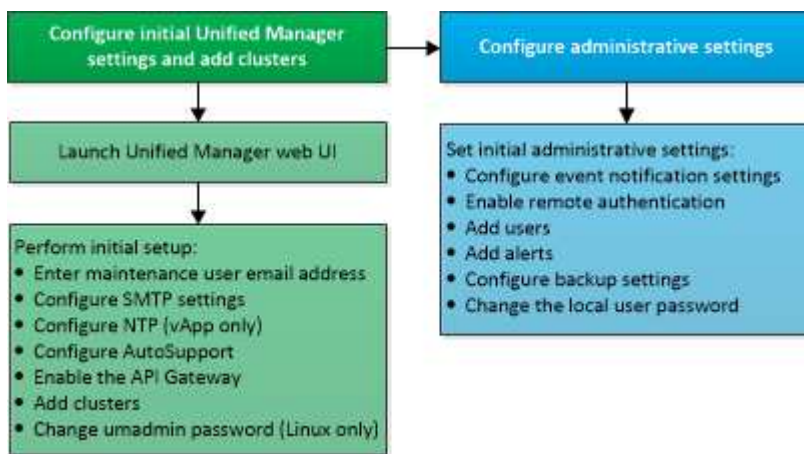 Configure initial Unified Manager
settings and add clusters
Configure administrative settings
Launch Unified Manager web UI
Perform initial setup:
• Enter maintenance user email address
• Configure SMTP settings
• Configure NTP (vApp only)
• Configure AutoSupport
• Enable the API Gateway
• Add clusters
• Change umadmin password (Linux only)
Set initial administrative settings:
• Configure event notification settings
• Enable remote authentication
• Add users
• Add alerts
• Configure backup settings
• Change the local user password